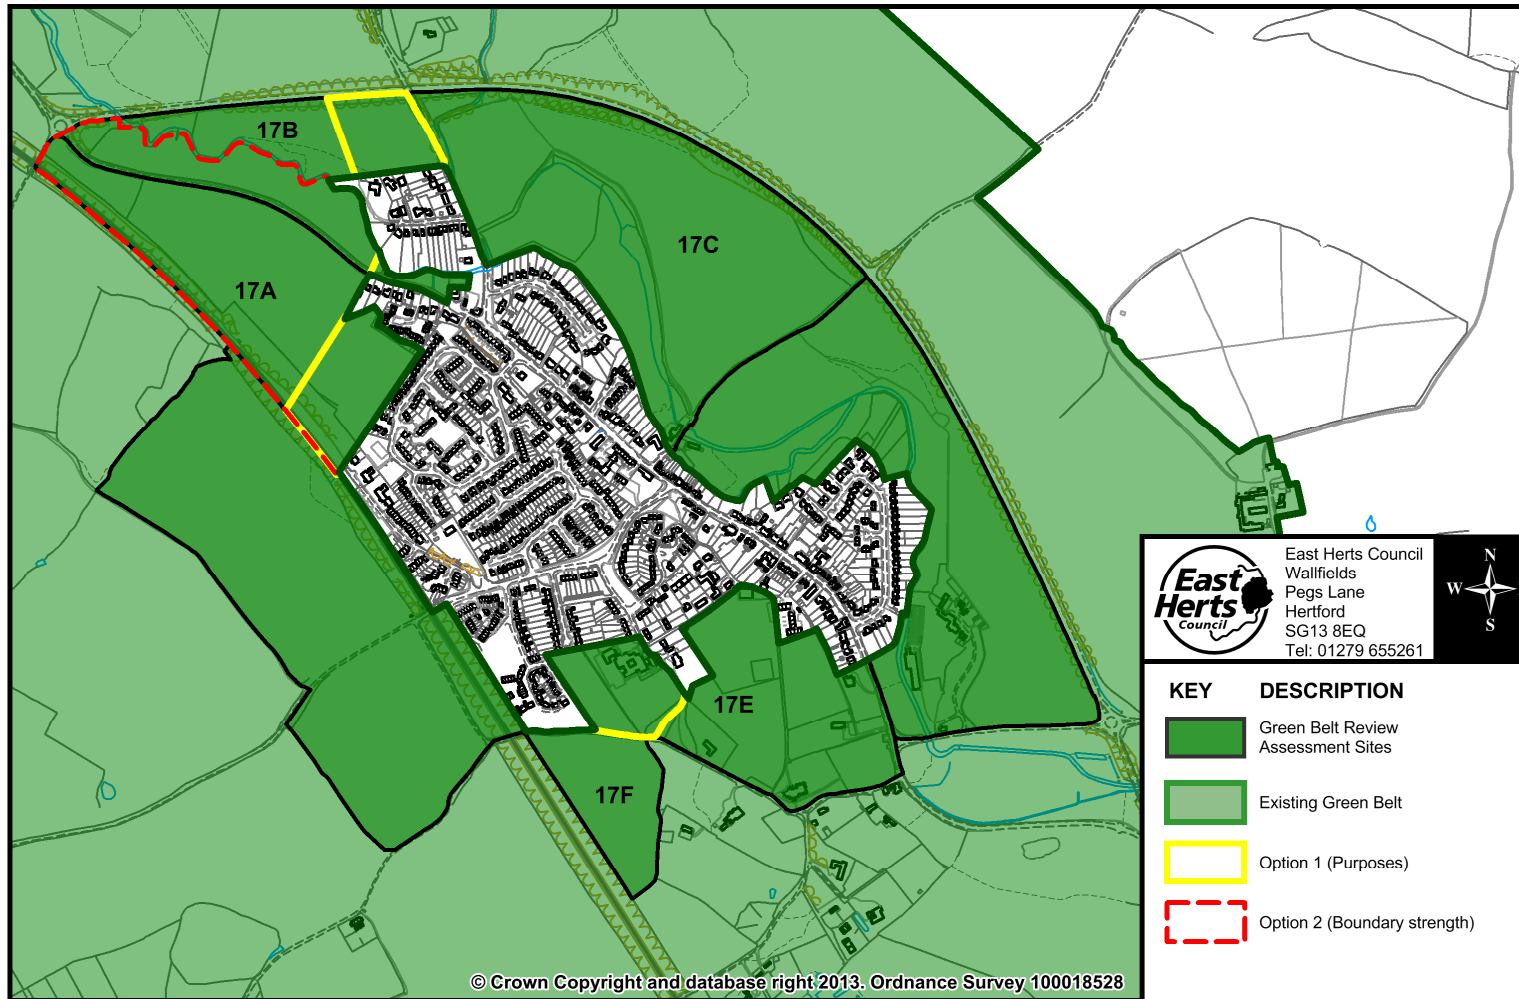 17B
17C
17A
17E
17F
East
Herts
Council
East Herts Council
Wallfields
Pegs Lane
Hertford
SG13 8EQ
Tel: 01279 655261
N
W
E
S
KEY DESCRIPTION
Green Belt Review
Assessment Sites
Existing Green Belt
Option 1 (Purposes)
Option 2 (Boundary strength)
© Crown Copyright and database right 2013. Ordnance Survey 100018528